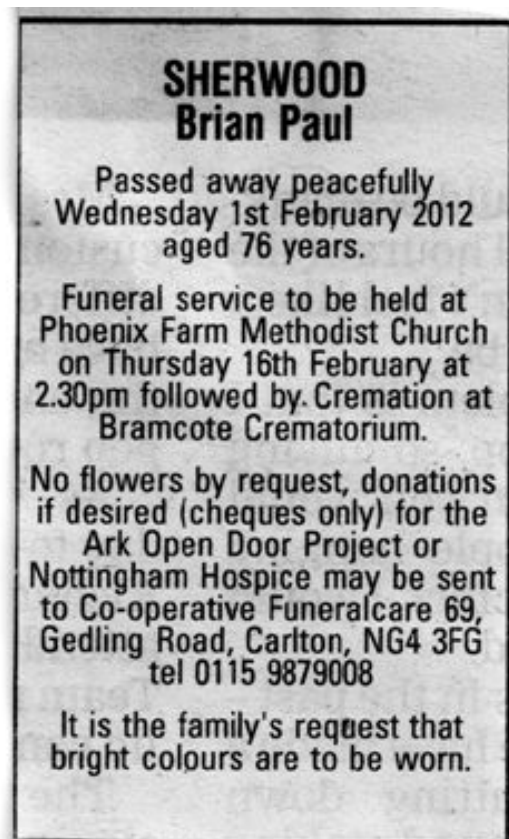 SHERWOOD
Brian Paul
Passed away peacefully
Wednesday 1st February 2012
aged 76 years.
Funeral service to be held at
Phoenix Farm Methodist Church
on Thursday 16th February at
2.30pm followed by. Cremation at
Bramcote Crematorium.
No flowers by request, donations
if desired (cheques only) for the
Ark Open Door Project or
Nottingham Hospice may be sent
to Co-operative Funeralcare 69,
Gedling Road, Carlton, NG4 3FG
tel 0115 9879008
It is the family's request that
bright colours are to be worn.